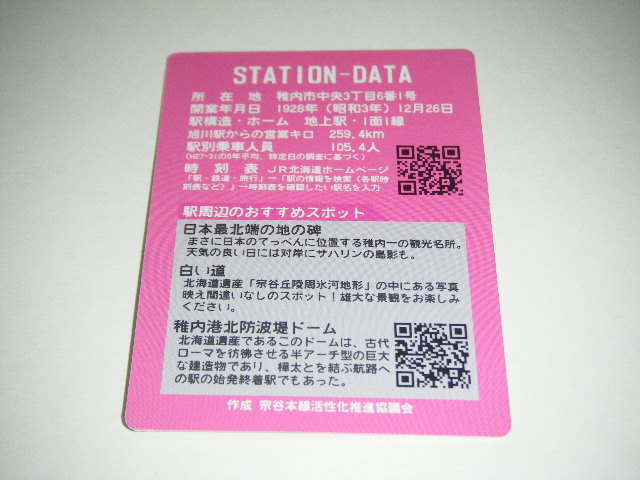 STATION-DATA
所在地 稚内市中央3丁目6番1号
開業年月日 1928年（昭和3年）12月26日
駅構造・ホーム 地上駅・1面1線
旭川駅からの営業キロ 259.4km
駅別乗車人員 105.4人
(H27-31の5年平均、特定日の調査に基づく)
時刻表 JR北海道ホームページ
「駅・鉄道・旅行」→「駅の情報を検索（各駅時
刻表など）」→時刻表を確認したい駅名を入力
駅周辺のおすすめスポット
日本最北端の地の碑
まさに日本のてっぺんに位置する稚内一の観光名所。
天気の良い日には対岸にサハリンの島影も。
白い道
北海道遺産「宗谷丘陵周氷河地形」の中にある写真
映え間違いなしのスポット！雄大な景観をお楽しみ
ください。
稚内港北防波堤ドーム
北海道遺産であるこのドームは、古代
ローマを彷彿させる半アーチ型の巨大
な建造物であり、樺太とを結ぶ航路へ
の駅の始発終着駅でもあった。
作成 宗谷本線活性化推進協議会